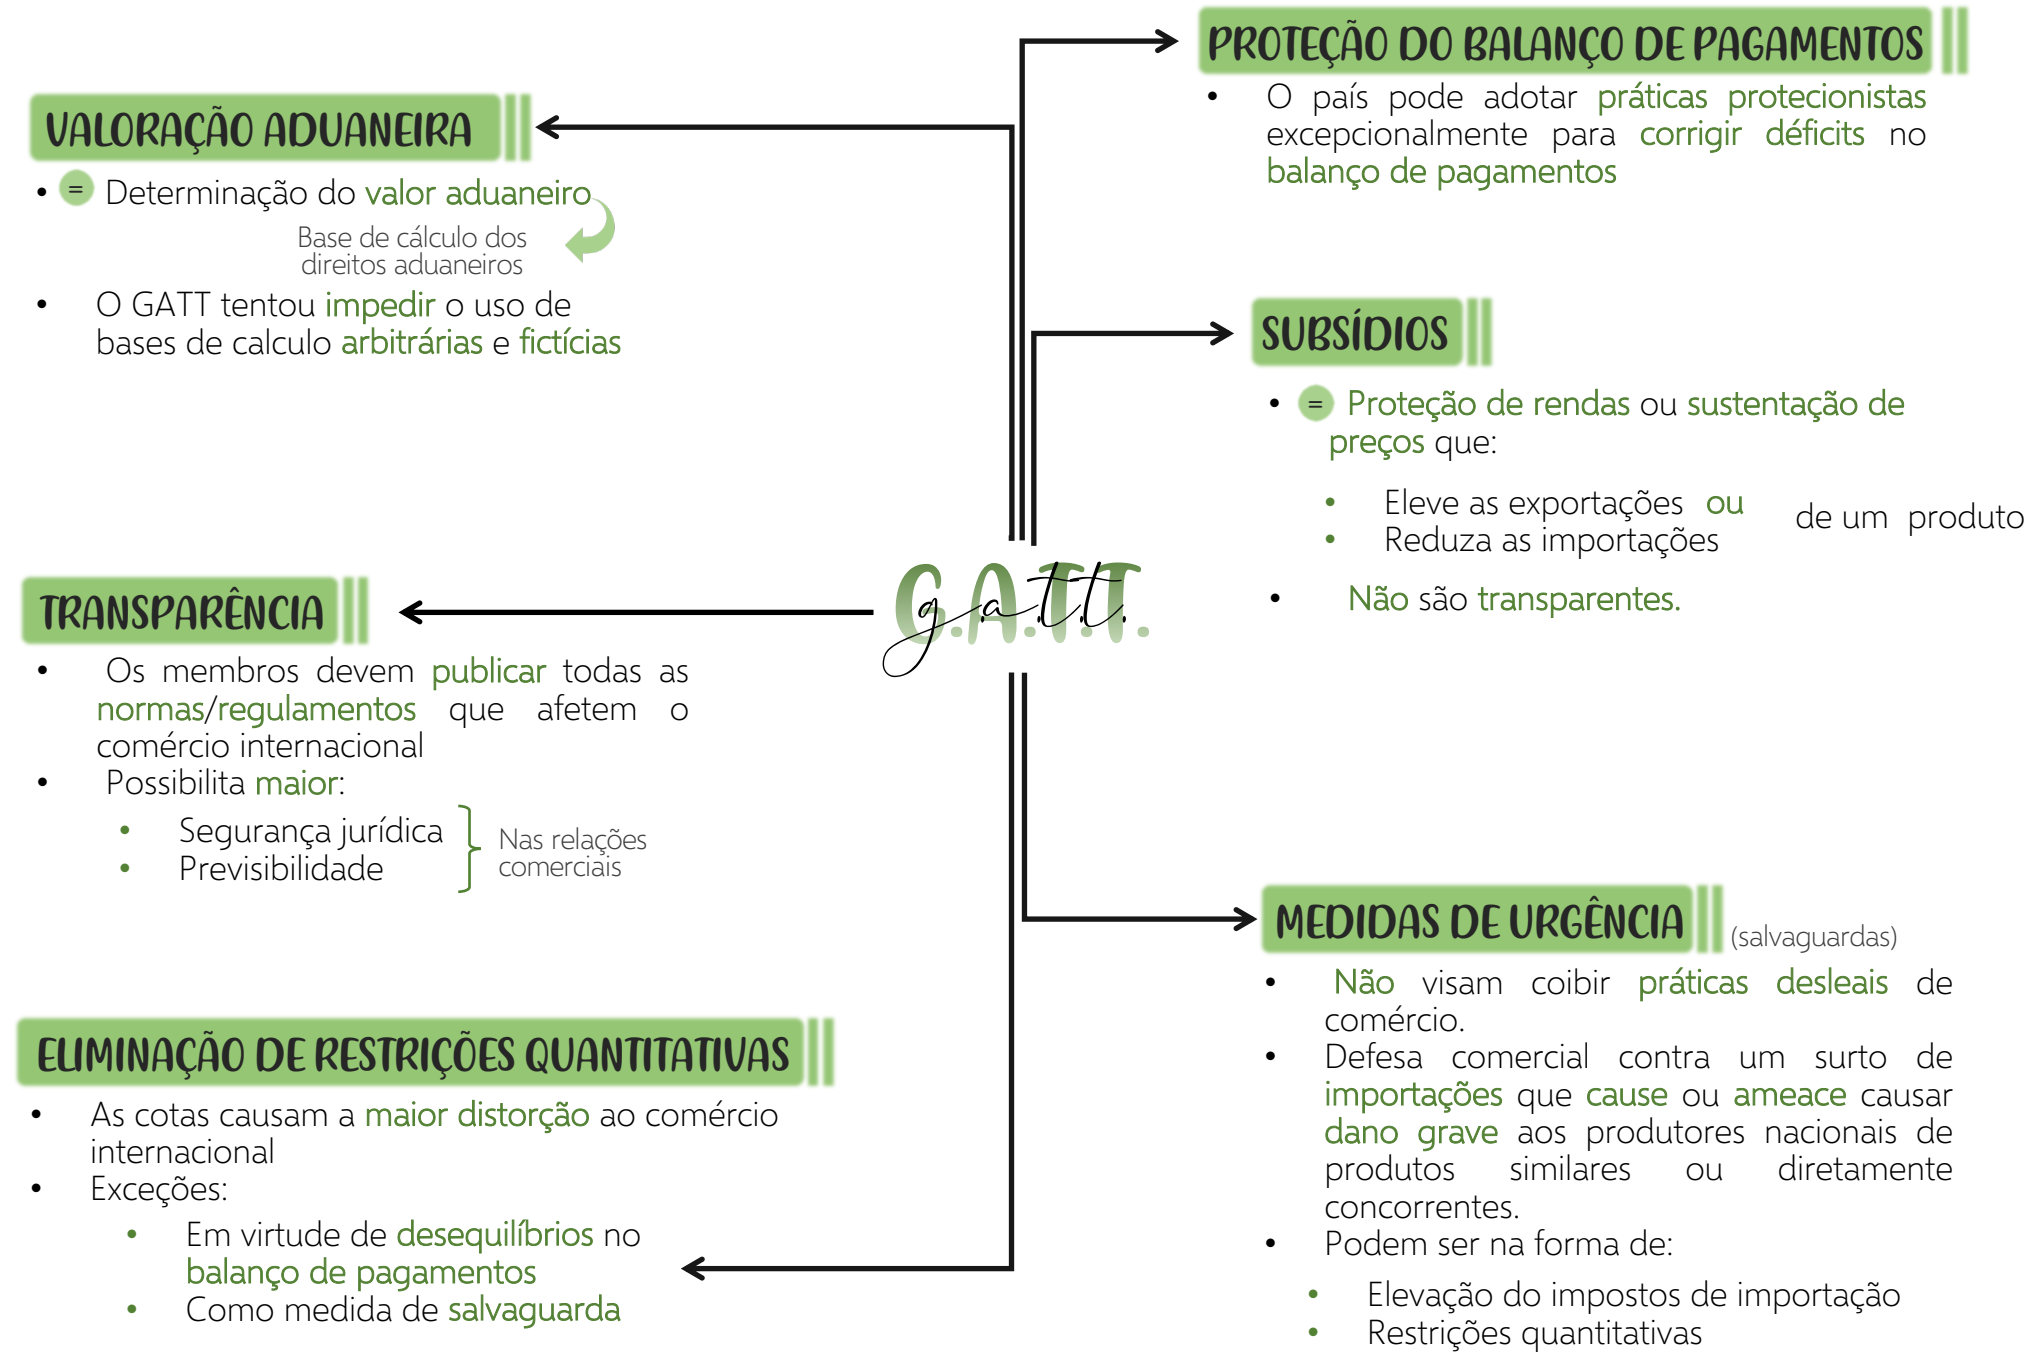 PROTEÇÃO DO BALANÇO DE PAGAMENTOS
• O país pode adotar práticas protecionistas
excepcionalmente para corrigir déficits no
balanço de pagamentos
VALORAÇÃO ADUANEIRA
• = Determinação do valor aduaneiro
Base de cálculo dos
direitos aduaneiros
• O GATT tentou impedir o uso de
bases de calculo arbitrárias e fictícias
SUBSÍDIOS
• = Proteção de rendas ou sustentação de
preços que:
• Eleve as exportações ou
• Reduza as importações
de um produto
• Não são transparentes.
G.A.T.T.
g.a.t.t.
TRANSPARÊNCIA
• Os membros devem publicar todas as
normas/regulamentos que afetem o
comércio internacional
• Possibilita maior:
• Segurança jurídica
• Previsibilidade
Nas relações
comerciais
MEDIDAS DE URGÊNCIA (salvaguardas)
• Não visam coibir práticas desleais de
comércio.
• Defesa comercial contra um surto de
importações que cause ou ameace causar
dano grave aos produtores nacionais de
produtos similares ou diretamente
concorrentes.
• Podem ser na forma de:
• Elevação do impostos de importação
• Restrições quantitativas
ELIMINAÇÃO DE RESTRIÇÕES QUANTITATIVAS
• As cotas causam a maior distorção ao comércio
internacional
• Exceções:
• Em virtude de desequilíbrios no
balanço de pagamentos
• Como medida de salvaguarda